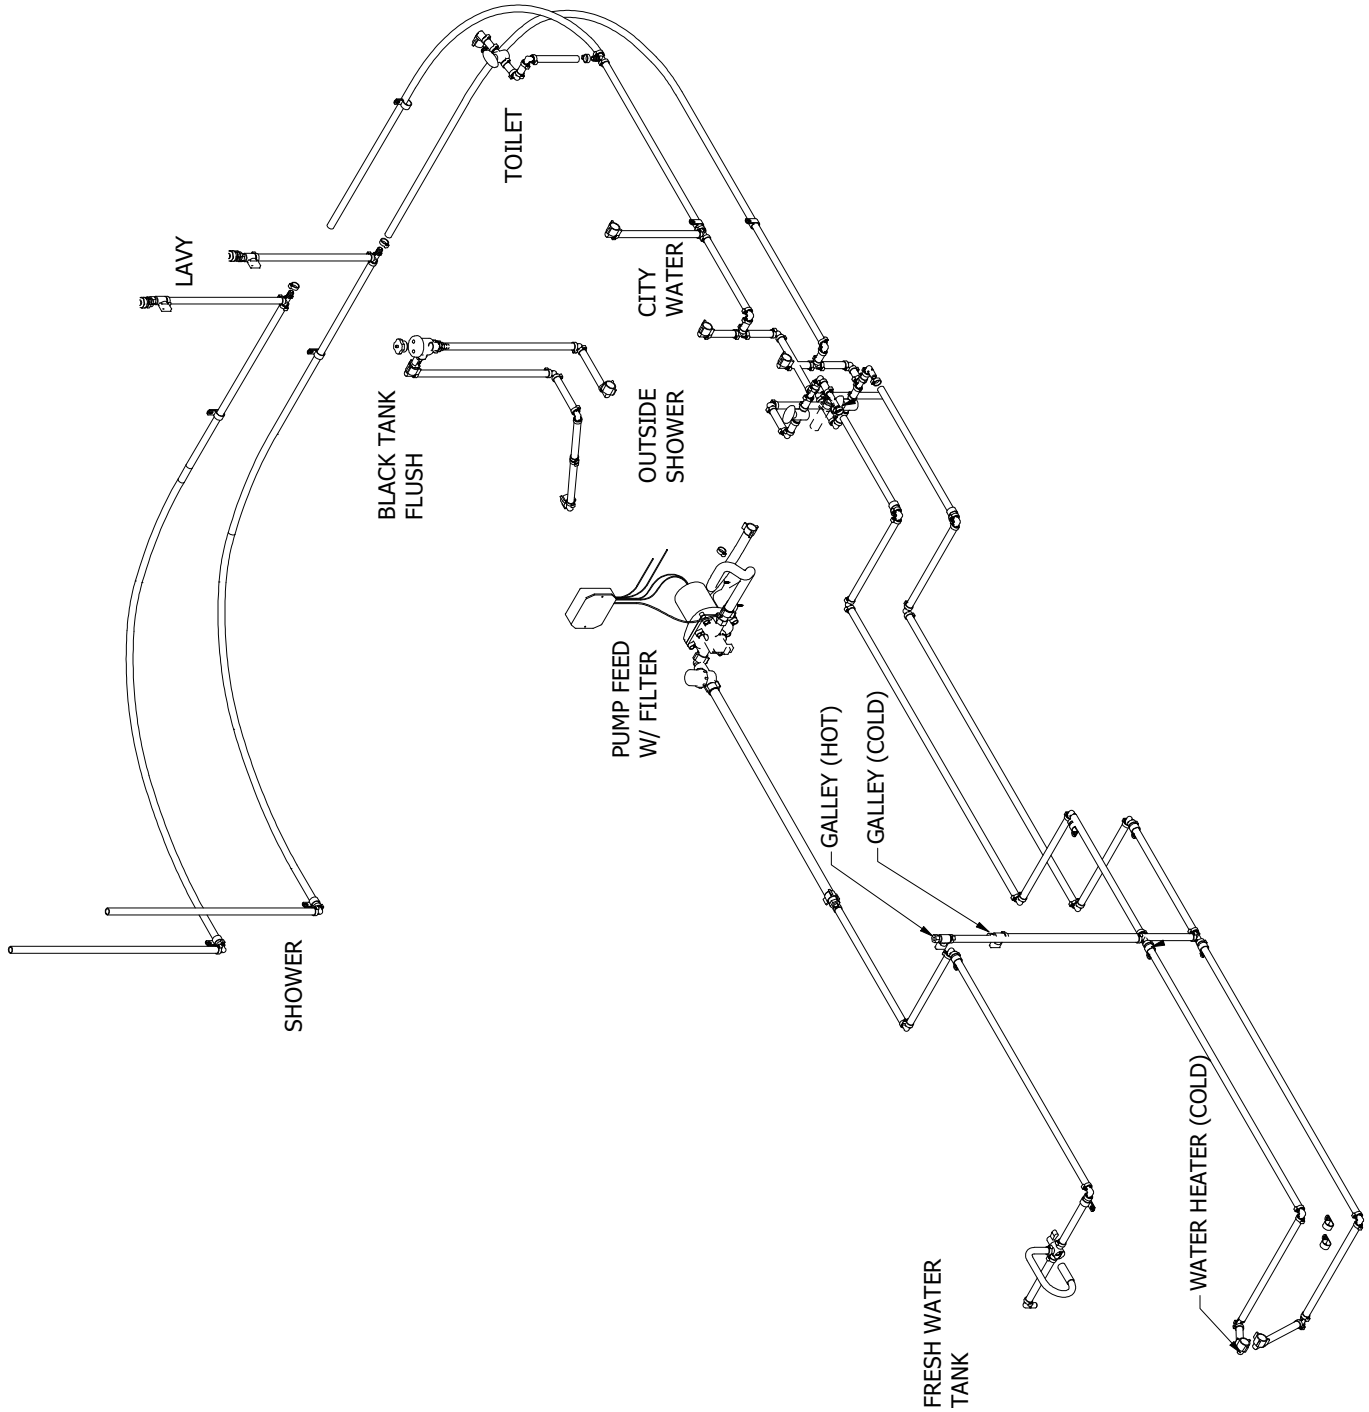 LAVY
TOILET
CITY
WATER
BLACK TANK
FLUSH
OUTSIDE
SHOWER
PUMP FEED
W/ FILTER
GALLEY (HOT)
GALLEY (COLD)
SHOWER
WATER HEATER (COLD)
FRESH WATER
TANK